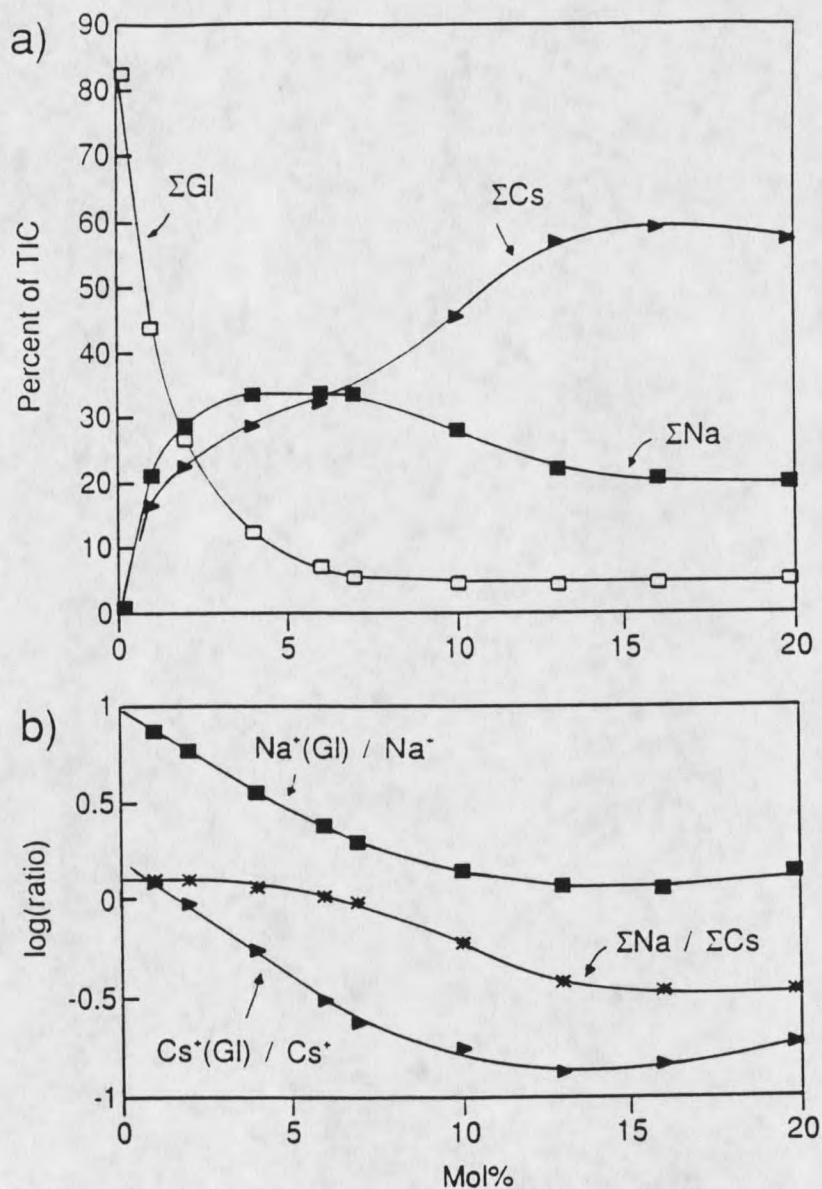 a)
90
80
70
60
50
40
30
20
10
0
Percent of TIC
ΣGl
ΣCs
ΣNa
0 5 10 15 20
b)
1
0.5
0.0
-0.5
-1
log(ratio)
Na⁺(Gl) / Na⁺
ΣNa / ΣCs
Cs⁺(Gl) / Cs⁺
0 5 10 15 20
Mol%